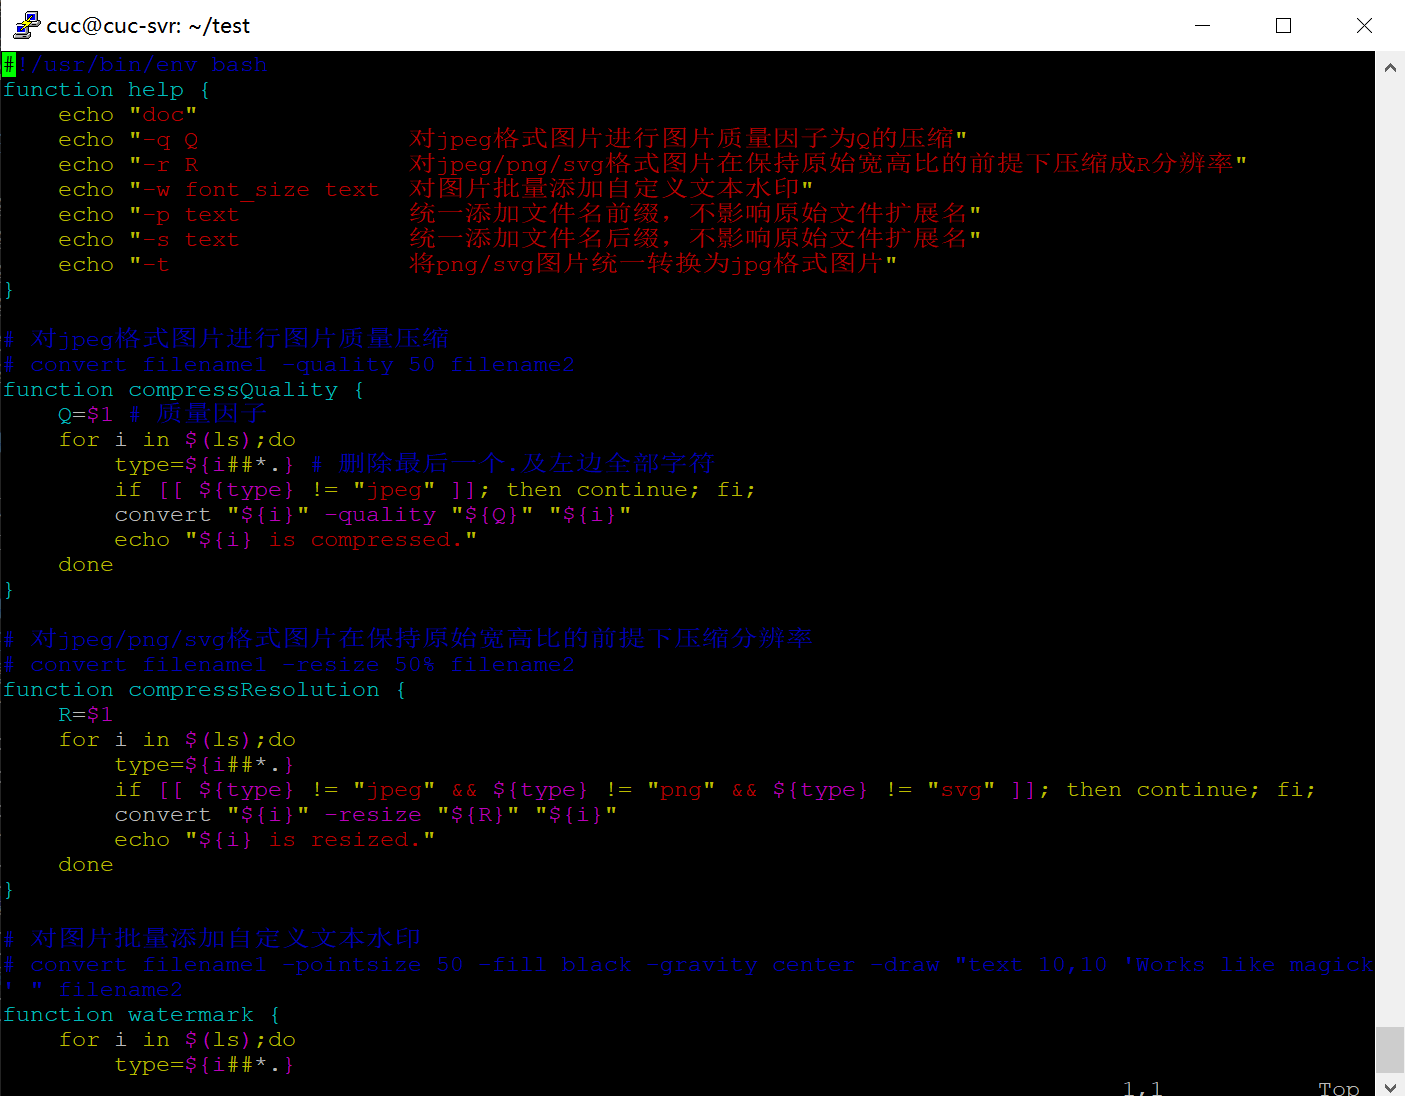 cuc@cuc-svr: ~/test
#!/usr/bin/env bash
function help {
    echo "doc"
    echo "-q Q               对jpeg格式图片进行图片质量因子为Q的压缩"
    echo "-r R               对jpeg/png/svg格式图片在保持原始宽高比的前提下压缩成R分辨率"
    echo "-w font_size text  对图片批量添加自定义文本水印"
    echo "-p text            统一添加文件名前缀，不影响原始文件扩展名"
    echo "-s text            统一添加文件名后缀，不影响原始文件扩展名"
    echo "-t                 将png/svg图片统一转换为jpg格式图片"
}

# 对jpeg格式图片进行图片质量压缩
# convert filename1 -quality 50 filename2
function compressQuality {
    Q=$1 # 质量因子
    for i in $(ls);do
        type=${i##*.} # 删除最后一个.及左边全部字符
        if [[ ${type} != "jpeg" ]]; then continue; fi;
        convert "${i}" -quality "${Q}" "${i}"
        echo "${i} is compressed."
    done
}

# 对jpeg/png/svg格式图片在保持原始宽高比的前提下压缩分辨率
# convert filename1 -resize 50% filename2
function compressResolution {
    R=$1
    for i in $(ls);do
        type=${i##*.}
        if [[ ${type} != "jpeg" && ${type} != "png" && ${type} != "svg" ]]; then continue; fi;
        convert "${i}" -resize "${R}" "${i}"
        echo "${i} is resized."
    done
}

# 对图片批量添加自定义文本水印
# convert filename1 -pointsize 50 -fill black -gravity center -draw "text 10,10 'Works like magick
' " filename2
function watermark {
    for i in $(ls);do
        type=${i##*.}
1,1 Top